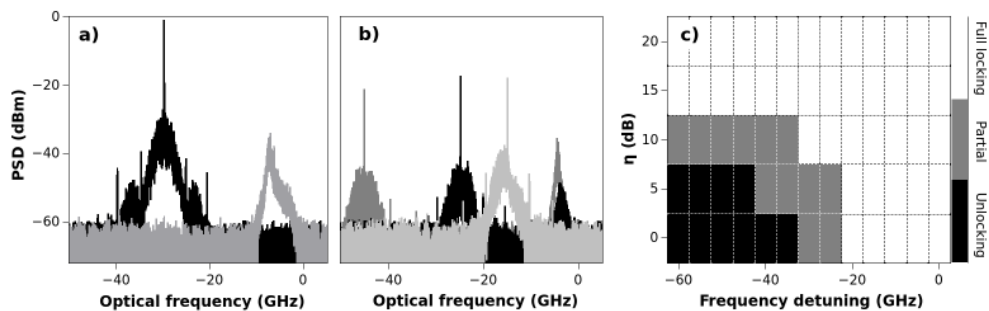 a)
b)
c)
PSD (dBm)
0
−20
−40
−60
−40
−20
0
Optical frequency (GHz)
−40
−20
0
Optical frequency (GHz)
η (dB)
20
15
10
5
0
−60
−40
−20
0
Frequency detuning (GHz)
Full locking
Partial
Unlocking